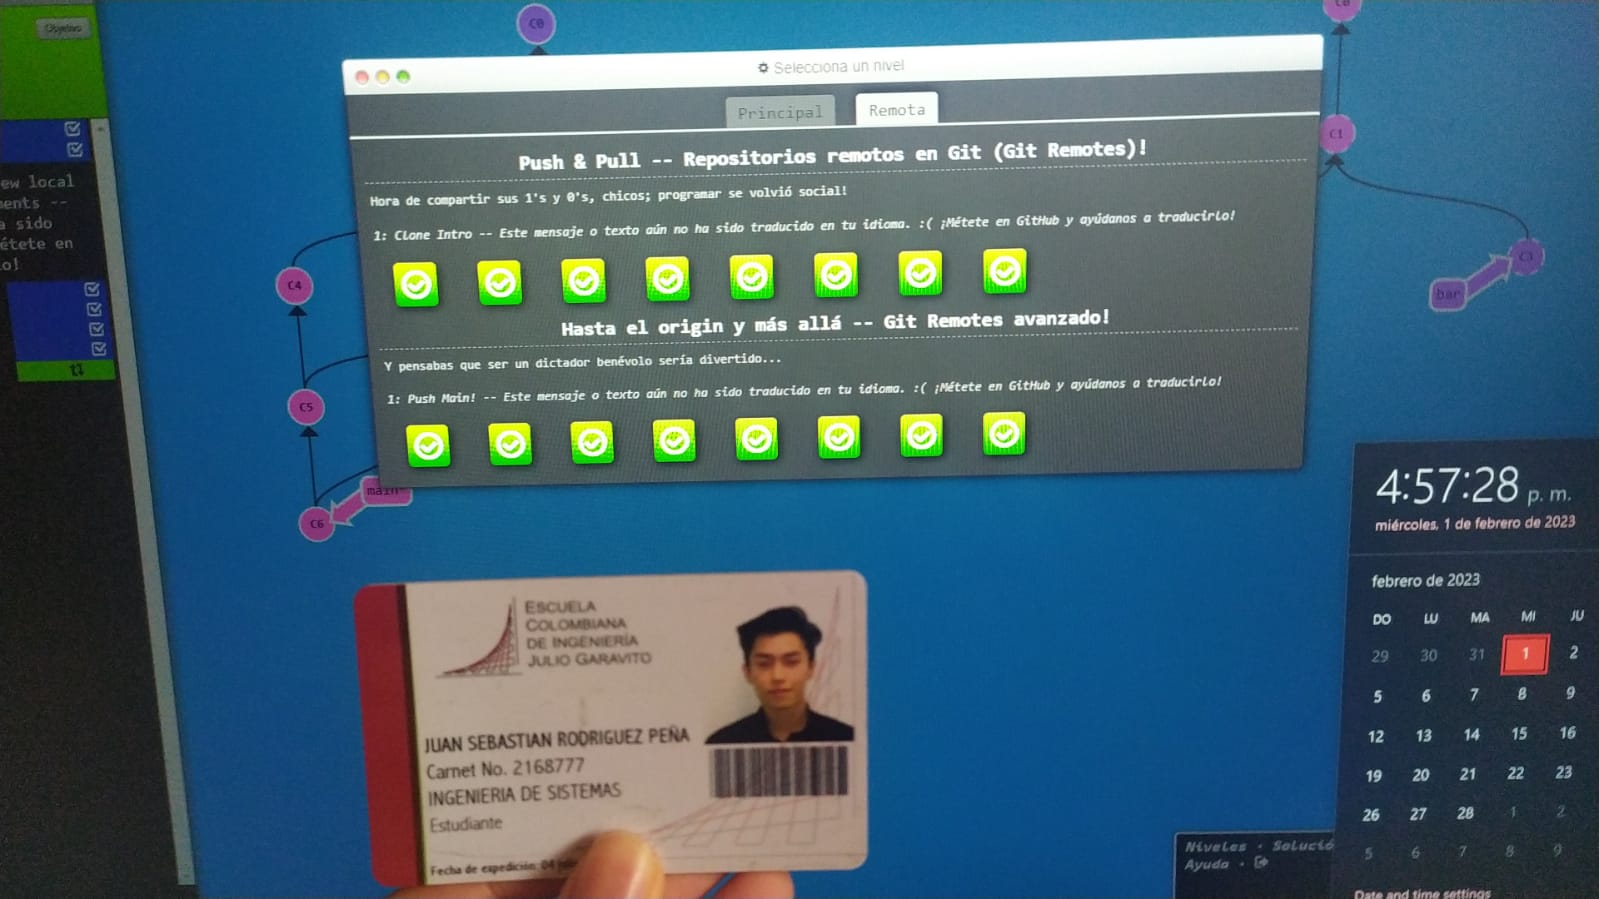 Objetivo
C0
C0
Selecciona un nivel
Principal
Remota
Push & Pull -- Repositorios remotos en Git (Git Remotes)!
Hora de compartir sus 1's y 0's, chicos; programar se volvió social!
1: Clone Intro -- Este mensaje o texto aún no ha sido traducido en tu idioma. :( ¡Métete en GitHub y ayúdanos a traducirlo!
Hasta el origin y más allá -- Git Remotes avanzado!
Y pensabas que ser un dictador benévolo sería divertido...
1: Push Main! -- Este mensaje o texto aún no ha sido traducido en tu idioma. :( ¡Métete en GitHub y ayúdanos a traducirlo!
ew local
ments --
a sido
étete en
o!
C4
C5
C6
main*
C1
C3
bar
4:57:28 p. m.
miércoles, 1 de febrero de 2023
febrero de 2023
DO LU MA MI JU
29 30 31 1 2
5 6 7 8 9
12 13 14 15 16
19 20 21 22 23
26 27 28 1 2
5 6 7 8 9
Date and time settings
Niveles · Solució
Ayuda ·
ESCUELA
COLOMBIANA
DE INGENIERÍA
JULIO GARAVITO
JUAN SEBASTIAN RODRIGUEZ PEÑA
Carnet No. 2168777
INGENIERIA DE SISTEMAS
Estudiante
Fecha de expedición: 04